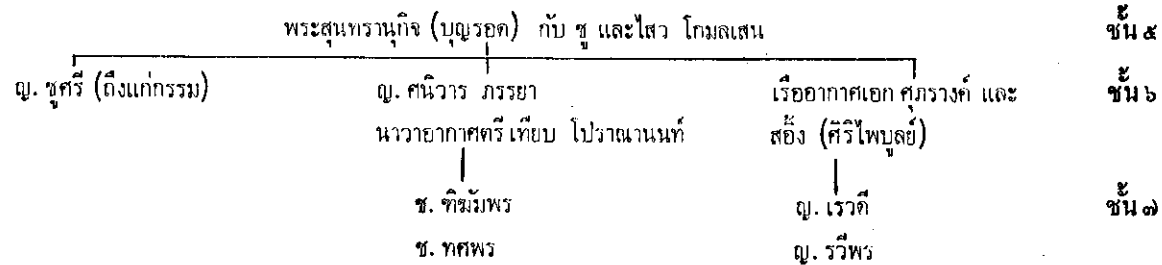 พระสุนทรานุกิจ (บุญรอด) กับ ชู และไสว โกมลเสน ชั้น ๕
ญ. ชูศรี (ถึงแก่กรรม) ญ. ศนิวาร ภรรยา เรืออากาศเอก ศุภรางค์ และ ชั้น ๖
นาวาอากาศตรี เทียบ โปราณานนท์ สอิ้ง (ศิริไพบูลย์)
ช. ฑิฆัมพร ญ. เรวดี ชั้น ๗
ช. ทศพร ญ. รวีพร